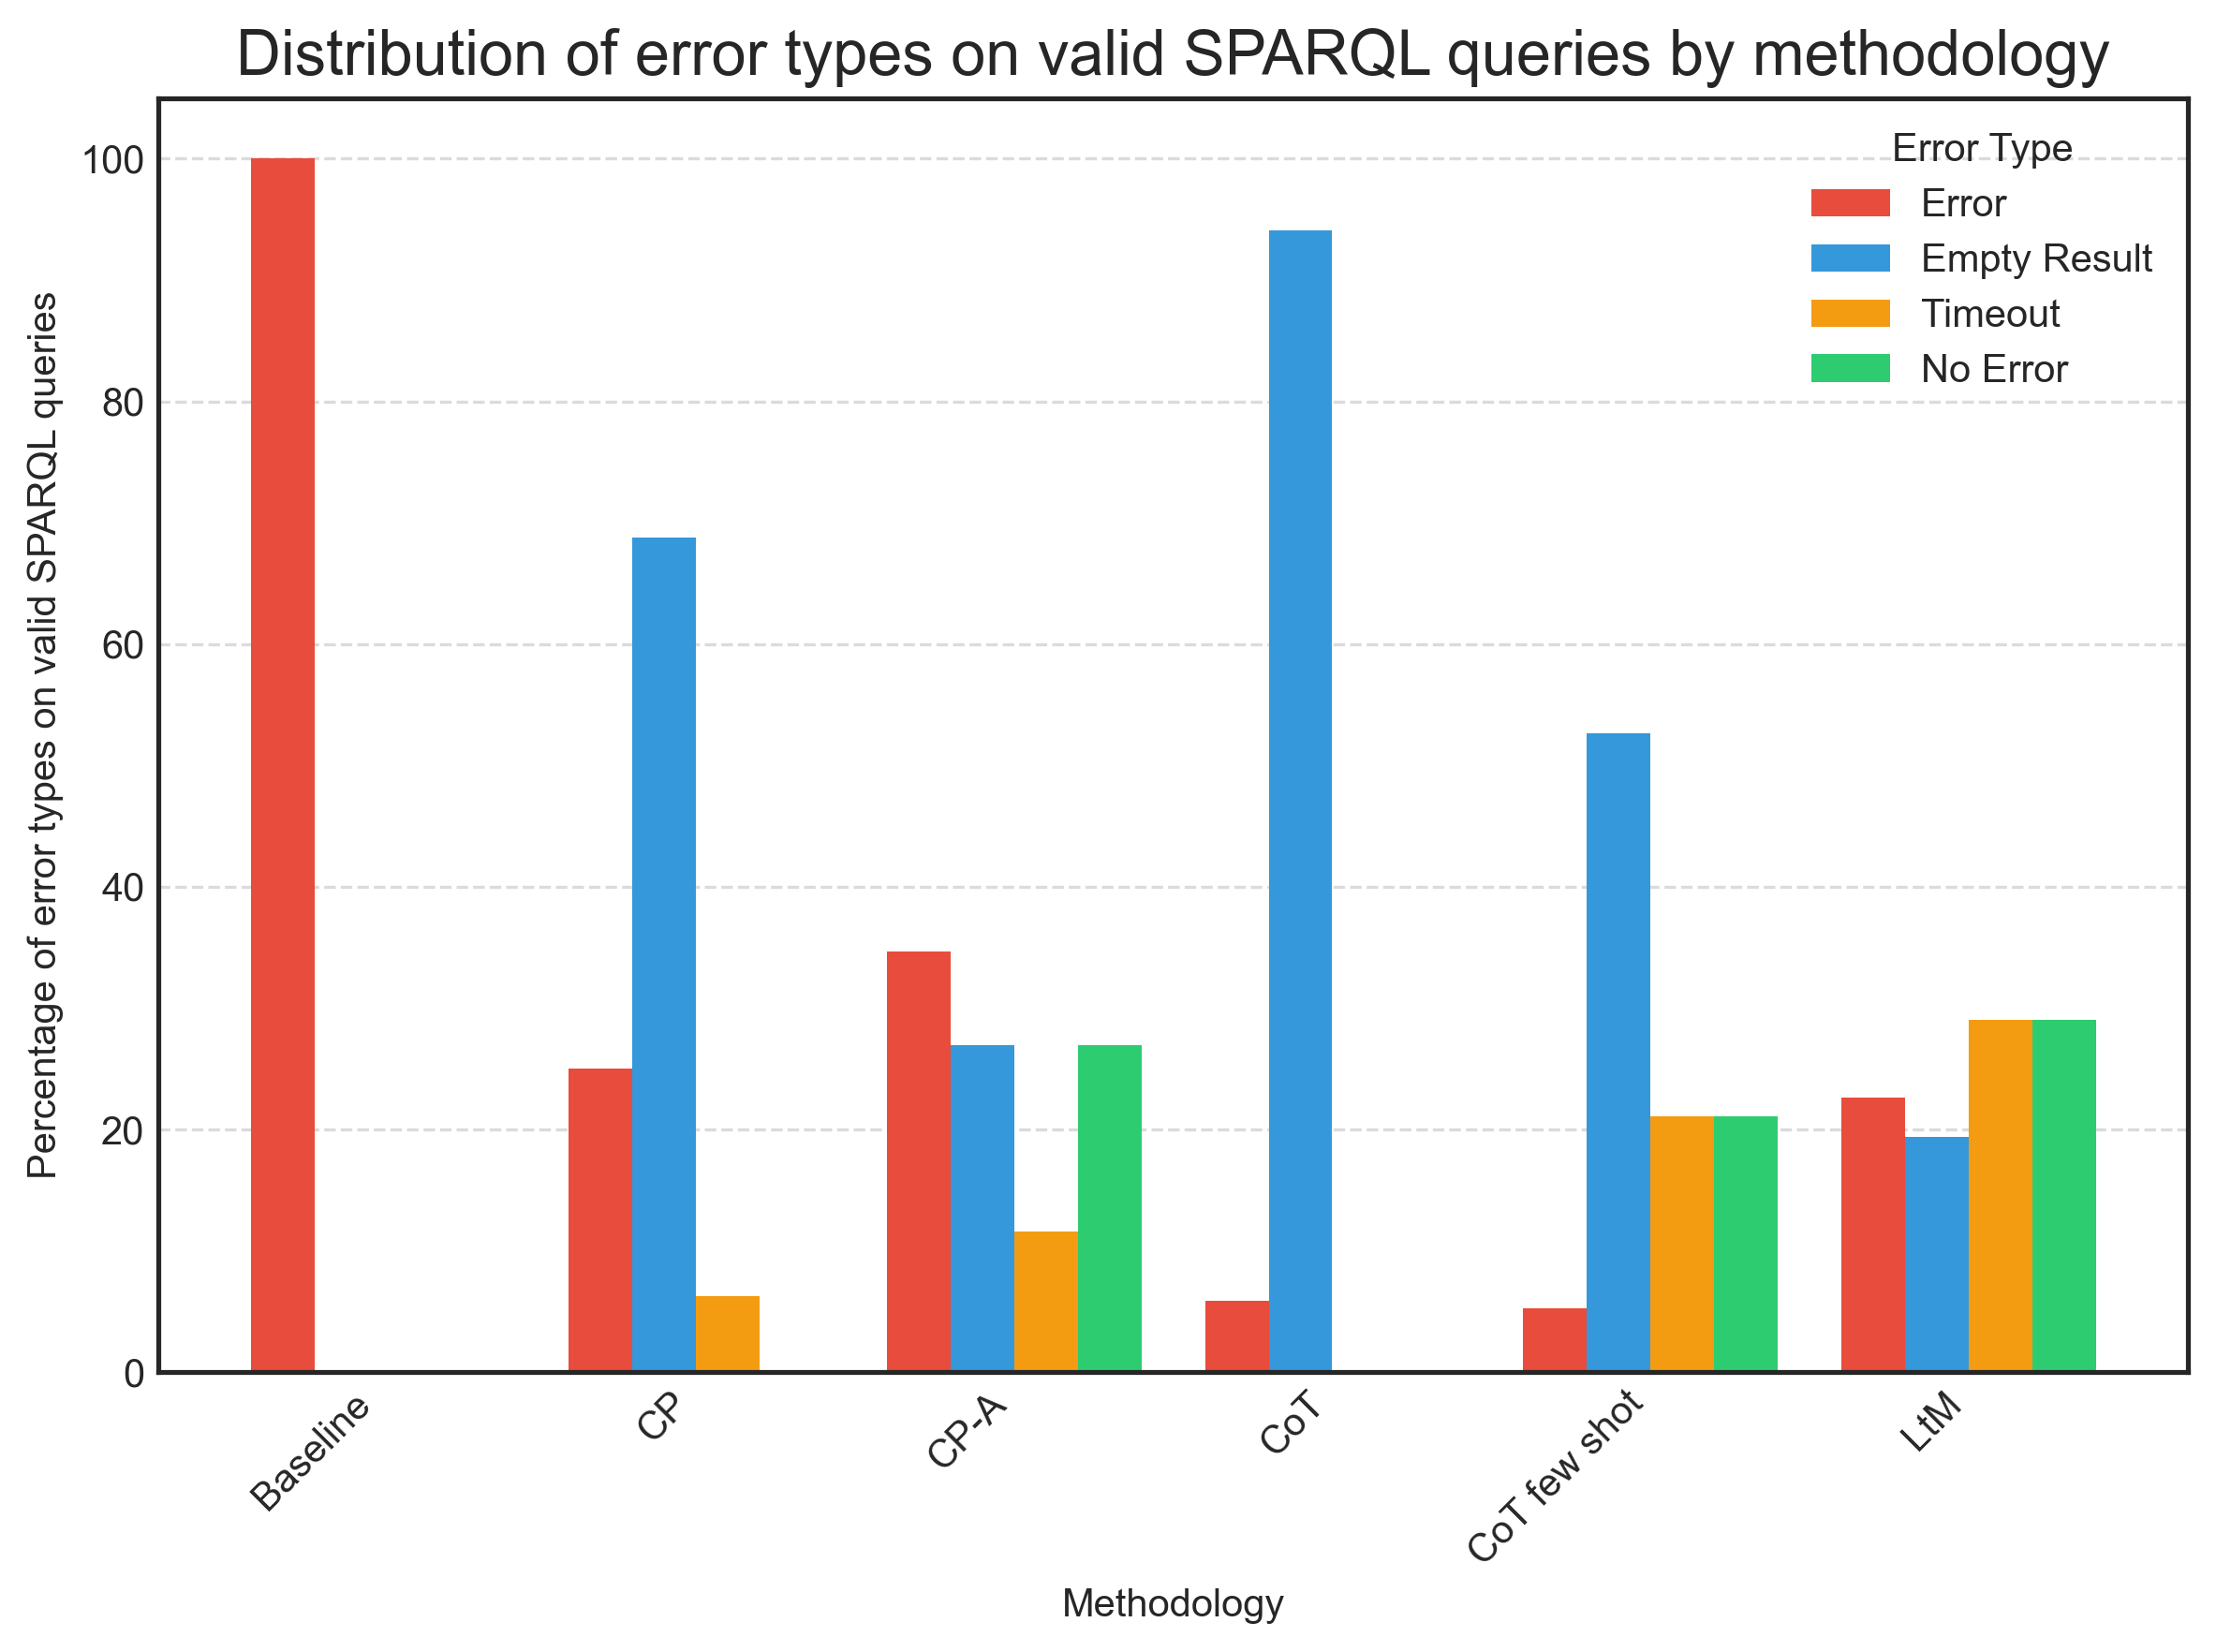 Distribution of error types on valid SPARQL queries by methodology
Percentage of error types on valid SPARQL queries
100
80
60
40
20
0
Error Type
Error
Empty Result
Timeout
No Error
Baseline
CP
CP-A
CoT
CoT few shot
LtM
Methodology